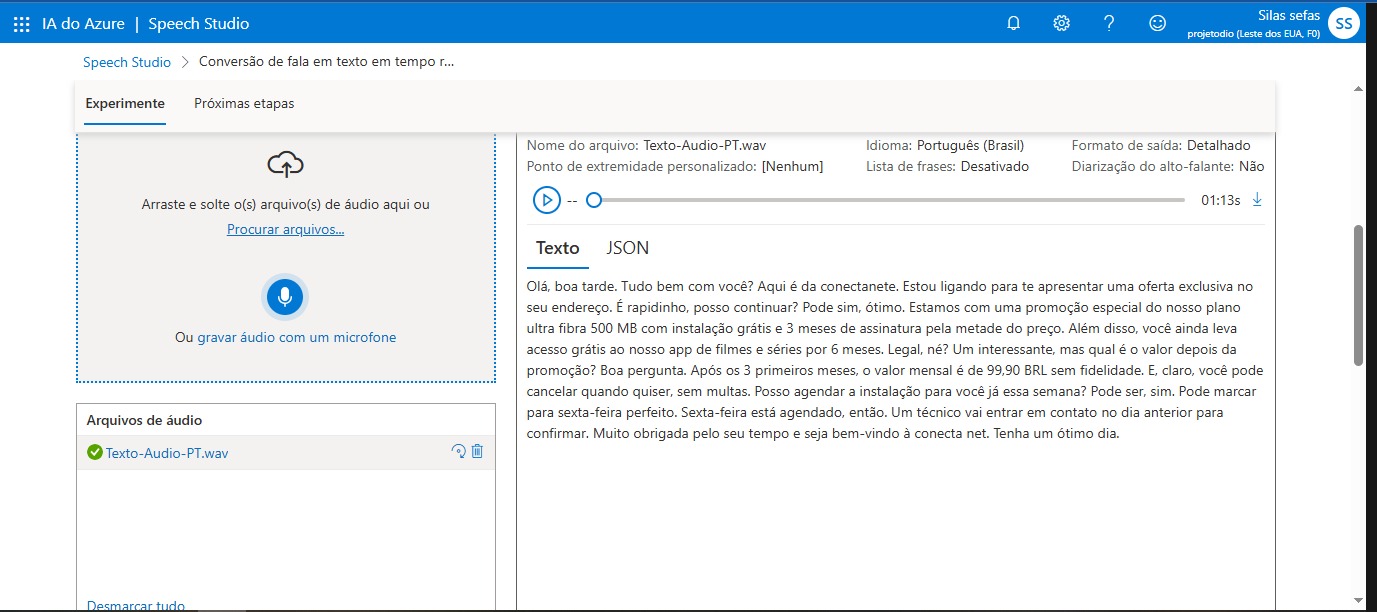 IA do Azure | Speech Studio
Silas sefas
projetodio (Leste dos EUA, F0)
SS
Speech Studio > Conversão de fala em texto em tempo r...
Experimente Próximas etapas
Arraste e solte o(s) arquivo(s) de áudio aqui ou
Procurar arquivos...
Ou gravar áudio com um microfone
Arquivos de áudio
Texto-Audio-PT.wav
Desmarcar tudo
Nome do arquivo: Texto-Audio-PT.wav Idioma: Português (Brasil) Formato de saída: Detalhado
Ponto de extremidade personalizado: [Nenhum] Lista de frases: Desativado Diarização do alto-falante: Não
-- 01:13s
Texto JSON
Olá, boa tarde. Tudo bem com você? Aqui é da conectanete. Estou ligando para te apresentar uma oferta exclusiva no
seu endereço. É rapidinho, posso continuar? Pode sim, ótimo. Estamos com uma promoção especial do nosso plano
ultra fibra 500 MB com instalação grátis e 3 meses de assinatura pela metade do preço. Além disso, você ainda leva
acesso grátis ao nosso app de filmes e séries por 6 meses. Legal, né? Um interessante, mas qual é o valor depois da
promoção? Boa pergunta. Após os 3 primeiros meses, o valor mensal é de 99,90 BRL sem fidelidade. E, claro, você pode
cancelar quando quiser, sem multas. Posso agendar a instalação para você já essa semana? Pode ser, sim. Pode marcar
para sexta-feira perfeito. Sexta-feira está agendado, então. Um técnico vai entrar em contato no dia anterior para
confirmar. Muito obrigada pelo seu tempo e seja bem-vindo à conecta net. Tenha um ótimo dia.